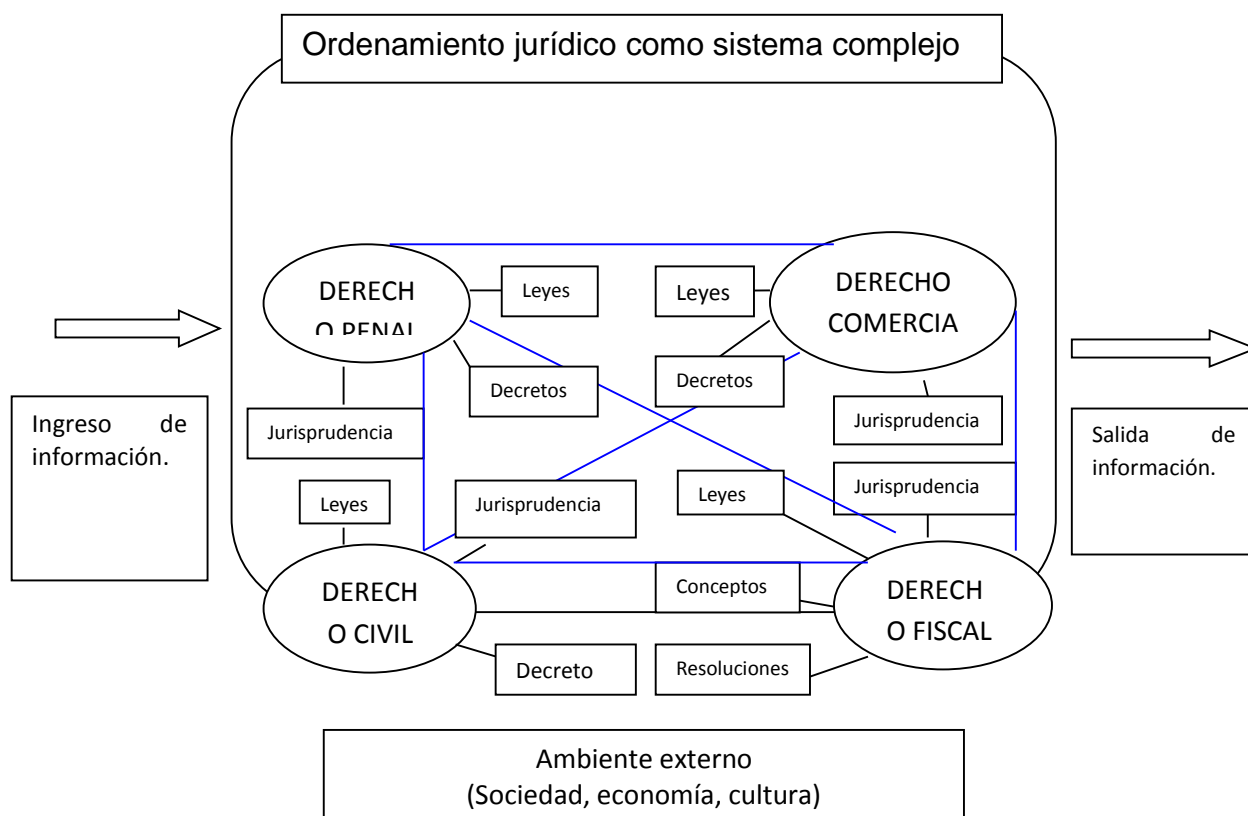 Ordenamiento jurídico como sistema complejo
DERECH
O PENAL
Leyes
Leyes
DERECHO
COMERCIA
Decretos
Decretos
Ingreso de
información.
Jurisprudencia
Jurisprudencia
Salida de
información.
Leyes
Jurisprudencia
Leyes
Jurisprudencia
DERECH
O CIVIL
Conceptos
DERECH
O FISCAL
Decreto
Resoluciones
Ambiente externo
(Sociedad, economía, cultura)